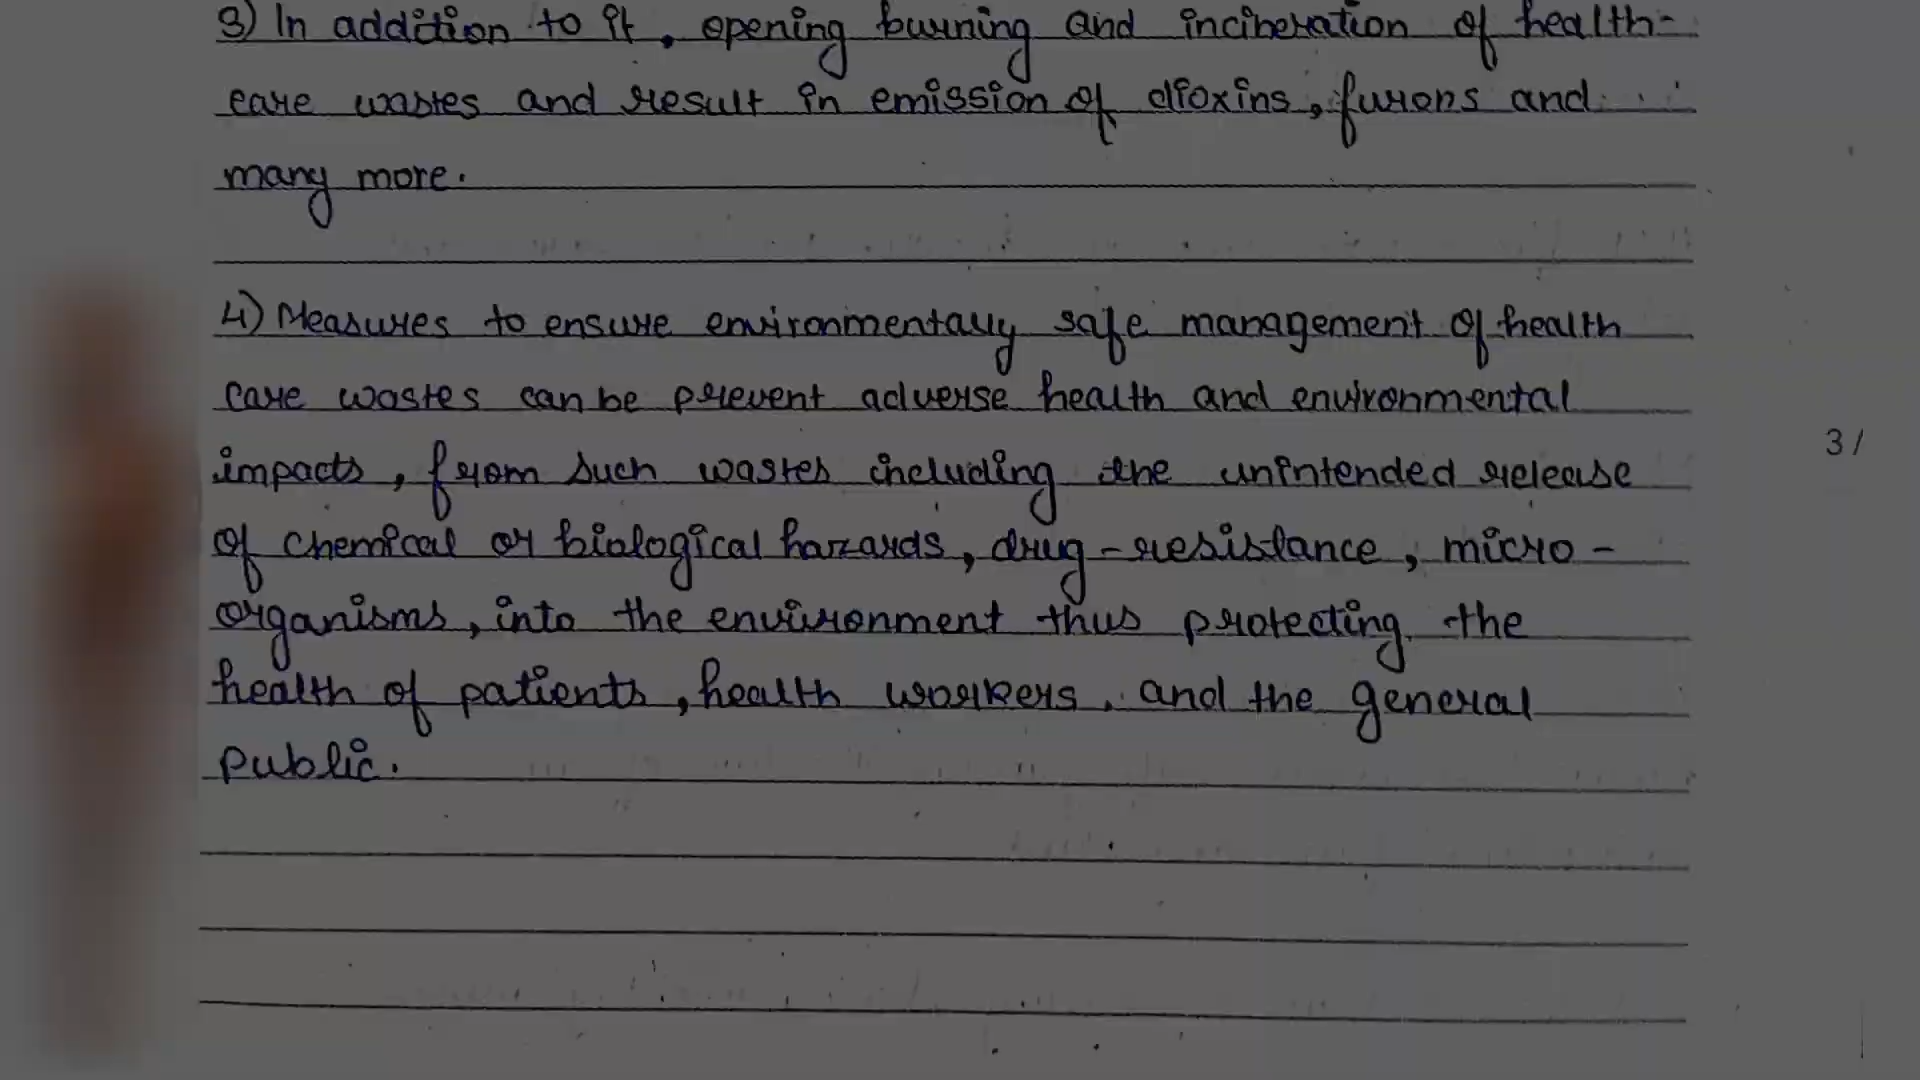 3) In addition to it, opening burning and incineration of health-
care wastes and result in emission of dioxins, furons and
many more.
4) Measures to ensure environmentally safe management of health
care wastes can be prevent adverse health and environmental
impacts, from such wastes including the unintended release
of chemical or biological hazards, drug-resistance, micro-
organisms, into the environment thus protecting the
health of patients, health workers, and the general
public.
3/